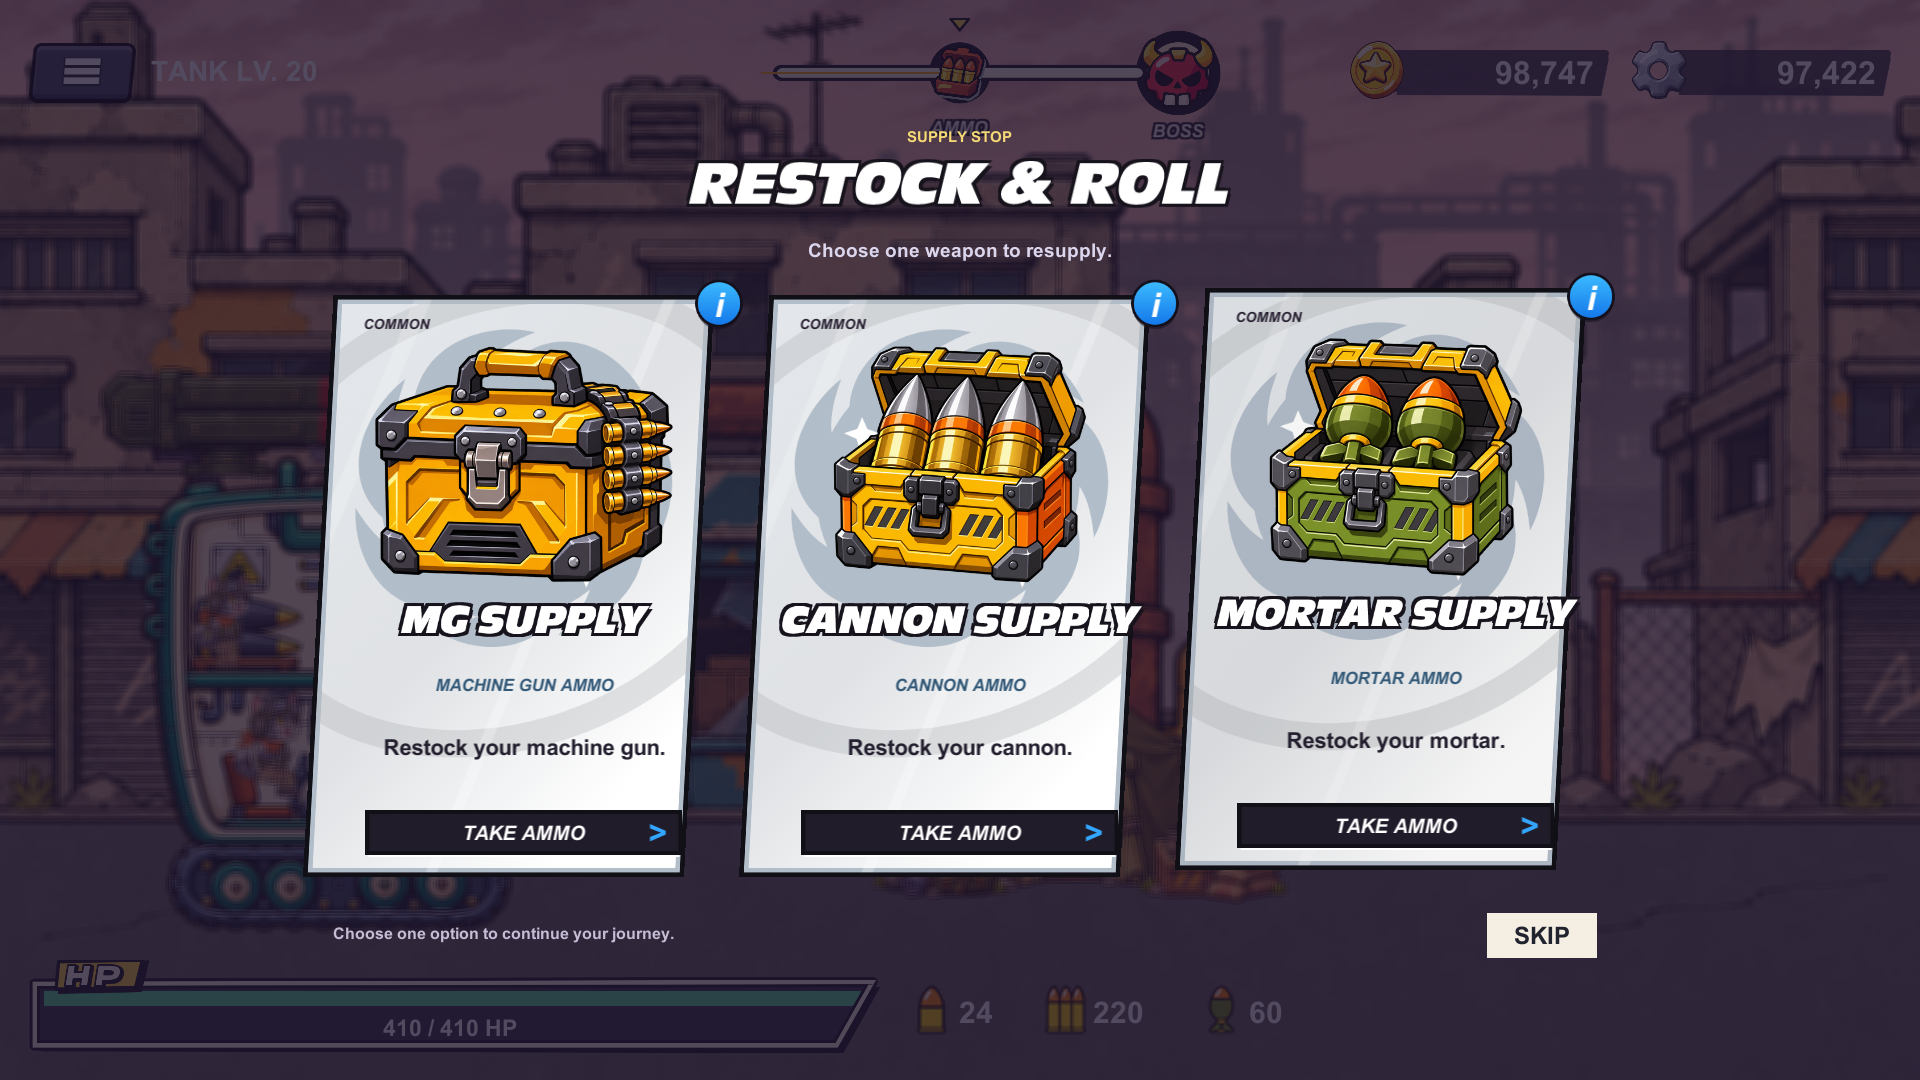 TANK LV. 20
98,747
97,422
AMMO
BOSS
SUPPLY STOP
RESTOCK & ROLL
Choose one weapon to resupply.
COMMON
i
MG SUPPLY
MACHINE GUN AMMO
Restock your machine gun.
TAKE AMMO >
COMMON
i
CANNON SUPPLY
CANNON AMMO
Restock your cannon.
TAKE AMMO >
COMMON
i
MORTAR SUPPLY
MORTAR AMMO
Restock your mortar.
TAKE AMMO >
Choose one option to continue your journey.
SKIP
HP
410 / 410 HP
24
220
60